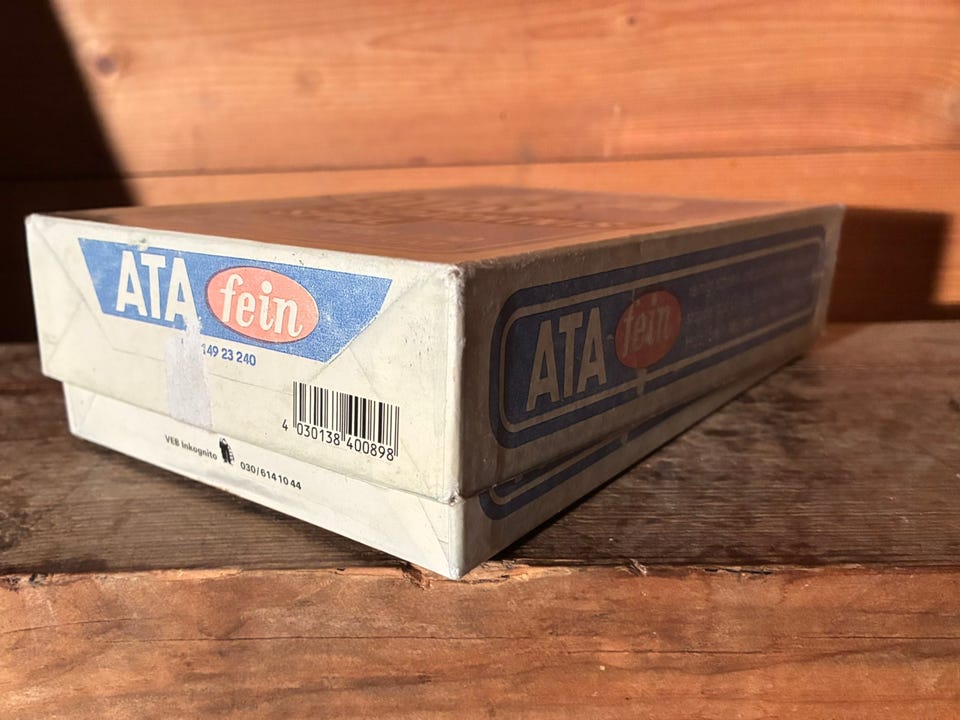 ATA fein
149 23 240
4 030138 400898
VEB Inkognito 030/614 10 44
ATA fein